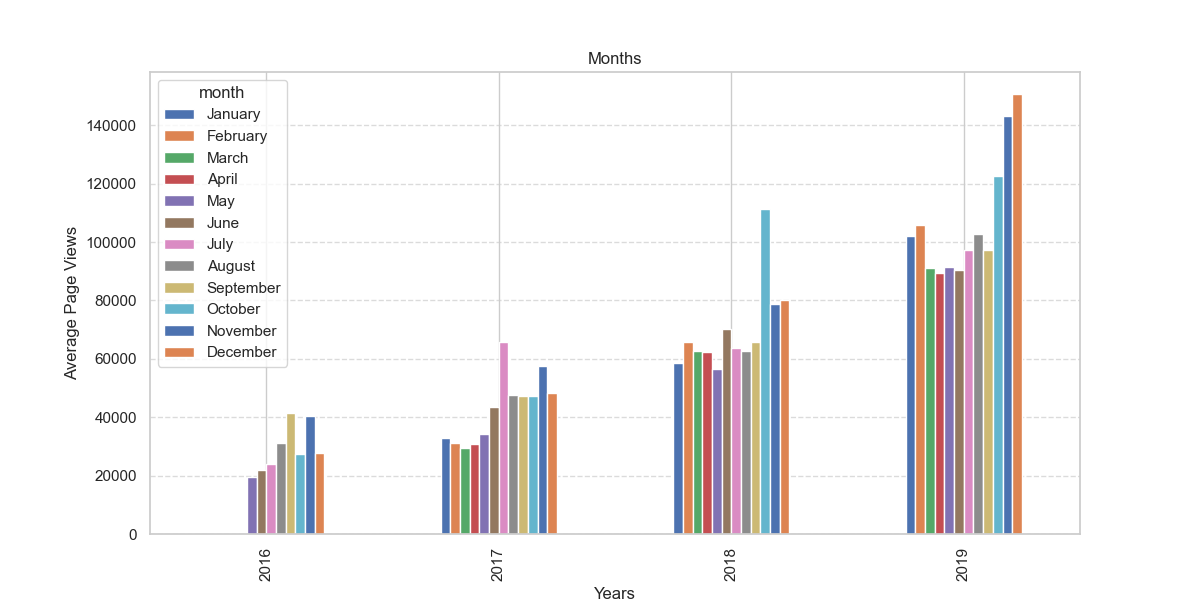 Months
month
January
February
March
April
May
June
July
August
September
October
November
December
Average Page Views
140000
120000
100000
80000
60000
40000
20000
0
2016
2017
2018
2019
Years